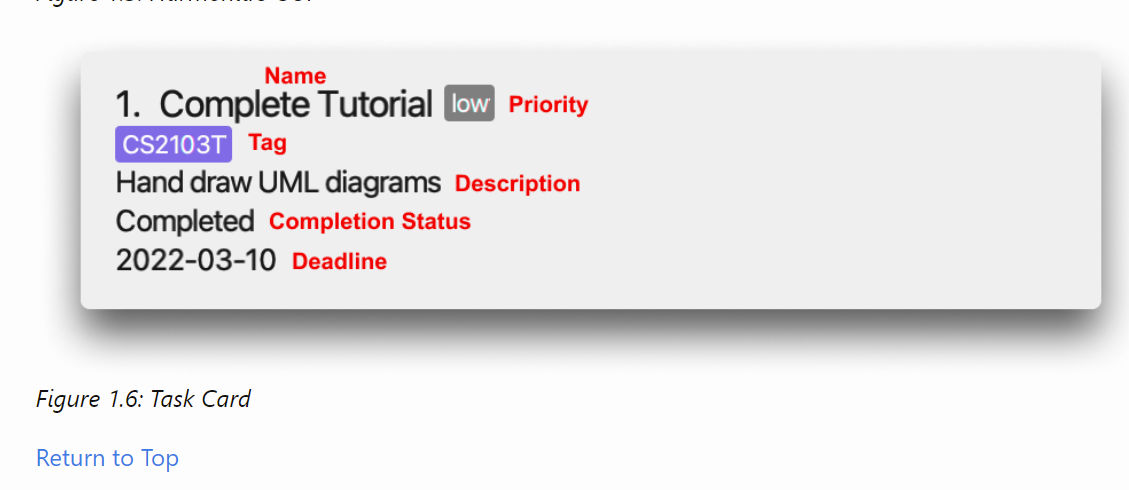 Name
1. Complete Tutorial low Priority
CS2103T Tag
Hand draw UML diagrams Description
Completed Completion Status
2022-03-10 Deadline
Figure 1.6: Task Card
Return to Top